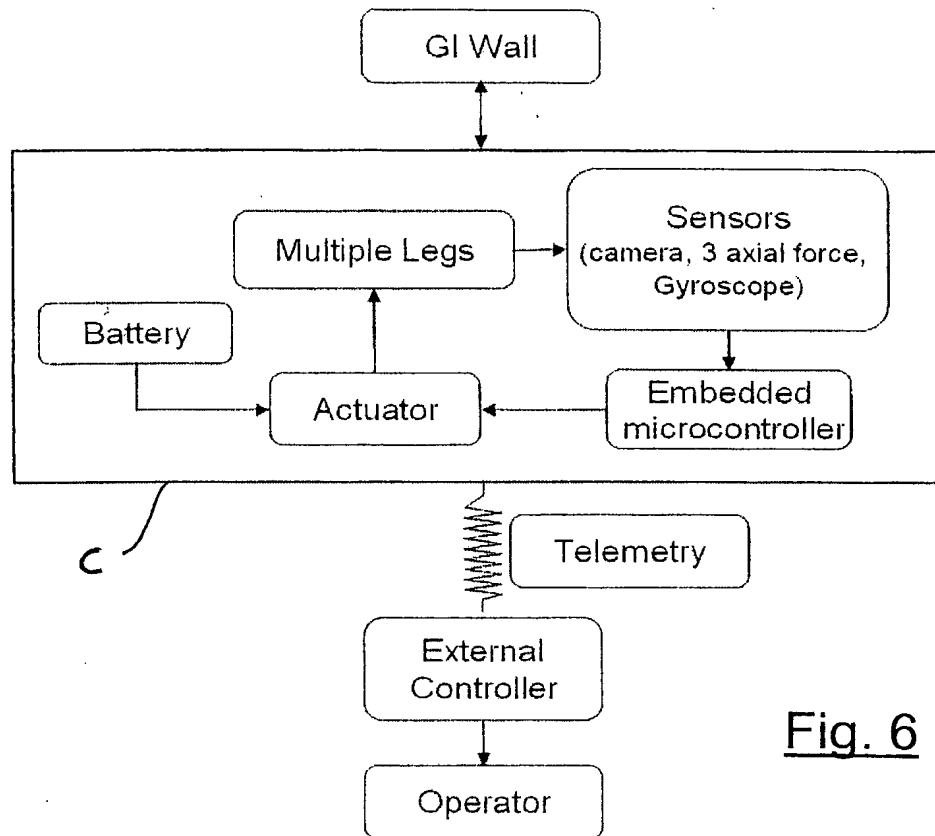 GI Wall
Sensors
(camera, 3 axial force,
Gyroscope)
Multiple Legs
Battery
Actuator
Embedded
microcontroller
C
Telemetry
External
Controller
Operator
Fig. 6